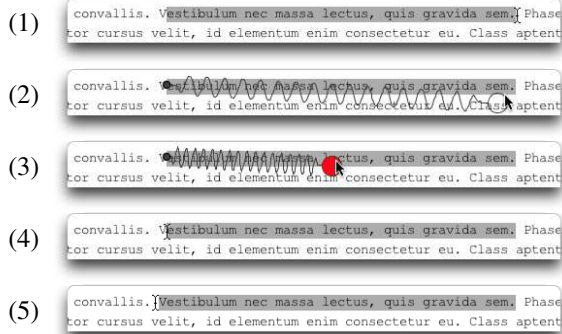 (1)
convallis. Vestibulum nec massa lectus, quis gravida sem. Phase
tor cursus velit, id elementum enim consectetur eu. Class aptent
(2)
convallis. Vestibulum nec massa lectus, quis gravida sem. Phase
tor cursus velit, id elementum enim consectetur eu. Class aptent
(3)
convallis. Vestibulum nec massa lectus, quis gravida sem. Phase
tor cursus velit, id elementum enim consectetur eu. Class aptent
(4)
convallis. Vestibulum nec massa lectus, quis gravida sem. Phase
tor cursus velit, id elementum enim consectetur eu. Class aptent
(5)
convallis. Vestibulum nec massa lectus, quis gravida sem. Phase
tor cursus velit, id elementum enim consectetur eu. Class aptent